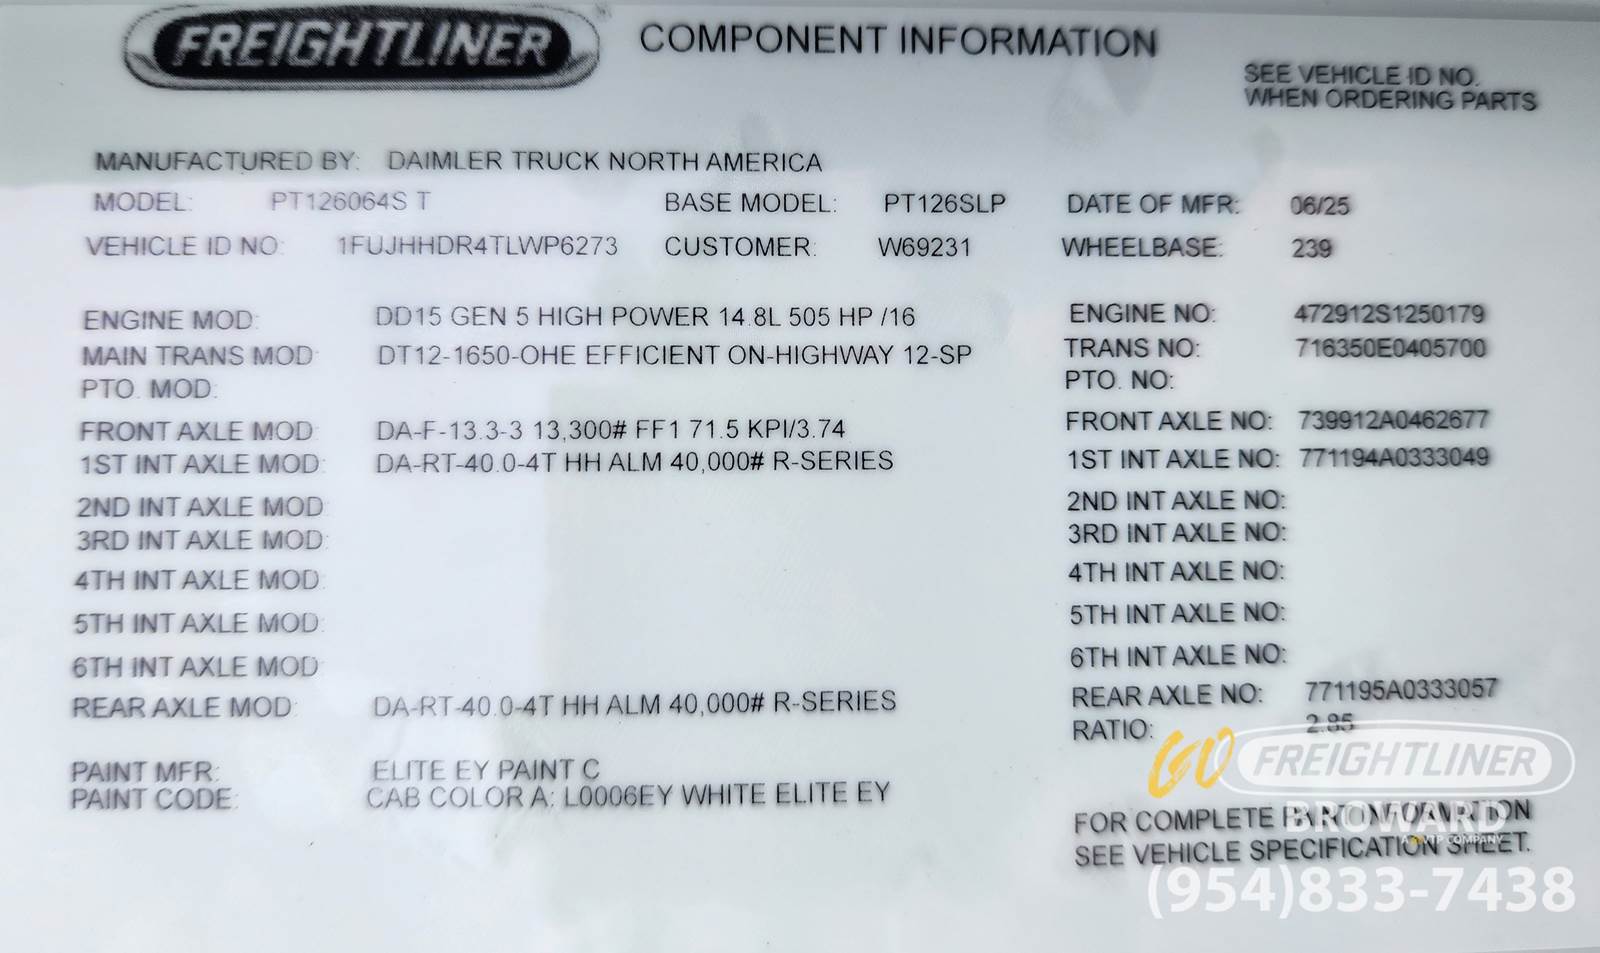 FREIGHTLINER
COMPONENT INFORMATION
SEE VEHICLE ID NO.
WHEN ORDERING PARTS
MANUFACTURED BY: DAIMLER TRUCK NORTH AMERICA
MODEL: PT126064S T BASE MODEL: PT126SLP DATE OF MFR: 06/25
VEHICLE ID NO: 1FUJHHDR4TLWP6273 CUSTOMER: W69231 WHEELBASE: 239
ENGINE MOD: DD15 GEN 5 HIGH POWER 14.8L 505 HP /16 ENGINE NO: 472912S1250179
MAIN TRANS MOD: DT12-1650-OHE EFFICIENT ON-HIGHWAY 12-SP TRANS NO: 716350E0405700
PTO. MOD: PTO. NO:
FRONT AXLE MOD: DA-F-13.3-3 13,300# FF1 71.5 KPI/3.74 FRONT AXLE NO: 739912A0462677
1ST INT AXLE MOD: DA-RT-40.0-4T HH ALM 40,000# R-SERIES 1ST INT AXLE NO: 771194A0333049
2ND INT AXLE MOD: 2ND INT AXLE NO:
3RD INT AXLE MOD: 3RD INT AXLE NO:
4TH INT AXLE MOD: 4TH INT AXLE NO:
5TH INT AXLE MOD: 5TH INT AXLE NO:
6TH INT AXLE MOD: 6TH INT AXLE NO:
REAR AXLE MOD: DA-RT-40.0-4T HH ALM 40,000# R-SERIES REAR AXLE NO: 771195A0333057
RATIO: 2.85
PAINT MFR: ELITE EY PAINT C
PAINT CODE: CAB COLOR A: L0006EY WHITE ELITE EY
FOR COMPLETE PAINT INFORMATION
SEE VEHICLE SPECIFICATION SHEET.
GO FREIGHTLINER
BROWARD
A VTP COMPANY
(954)833-7438